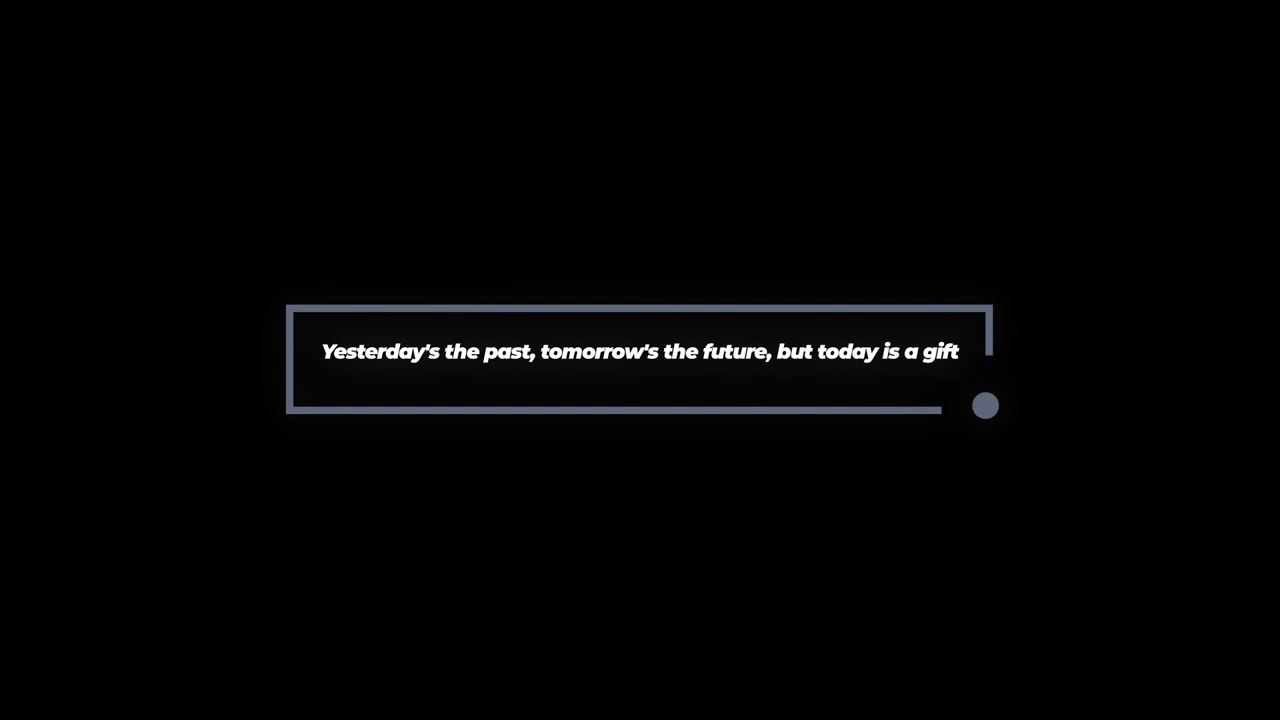 Yesterday's the past, tomorrow's the future, but today is a gift